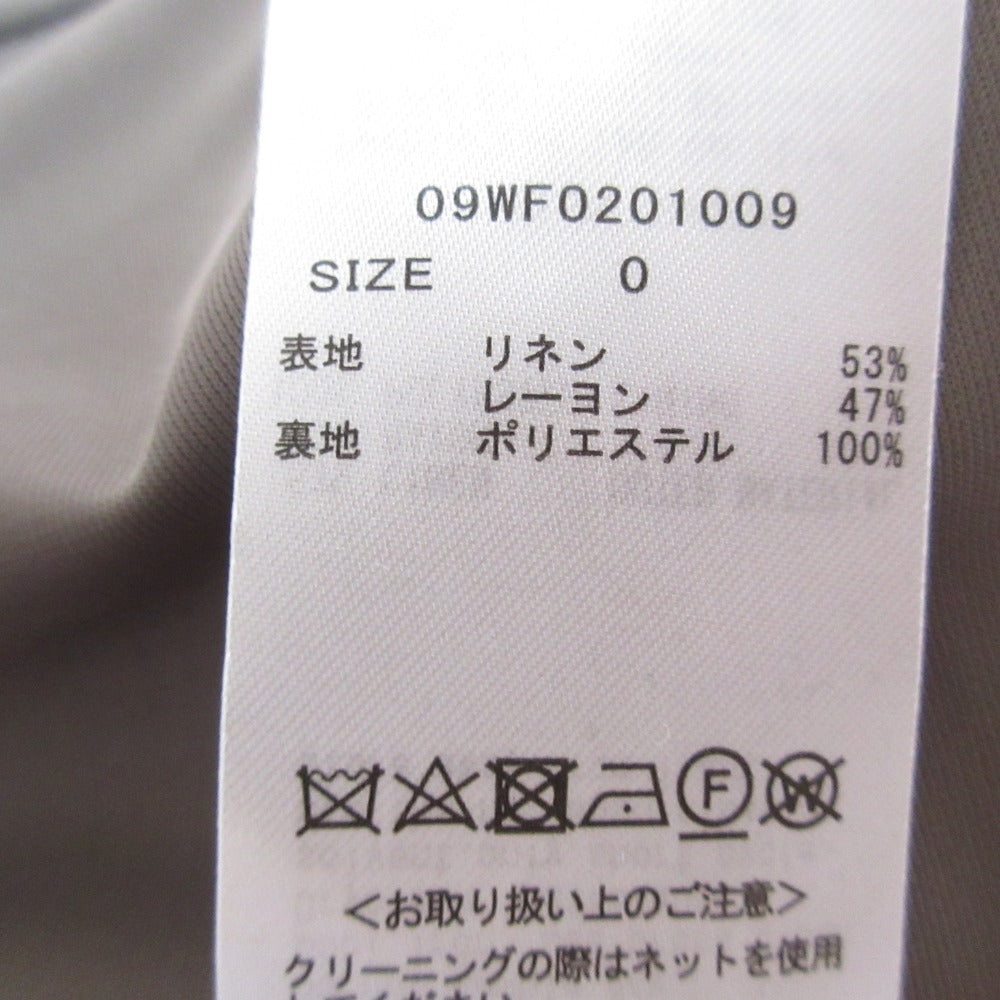 09WF0201009
SIZE 0
表地 リネン 53%
レーヨン 47%
裏地 ポリエステル 100%
F
W
＜お取り扱い上のご注意＞
クリーニングの際はネットを使用